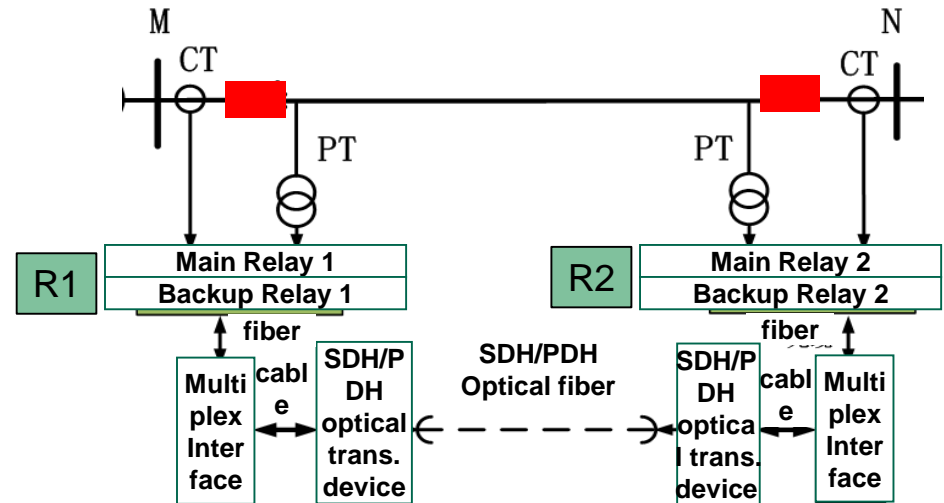 M
N
CT
CT
PT
PT
R1
Main Relay 1
Backup Relay 1
R2
Main Relay 2
Backup Relay 2
fiber
fiber
Multi
plex
Inter
face
cabl
e
SDH/P
DH
optical
trans.
device
SDH/PDH
Optical fiber
SDH/P
DH
optica
l trans.
device
cabl
e
Multi
plex
Inter
face